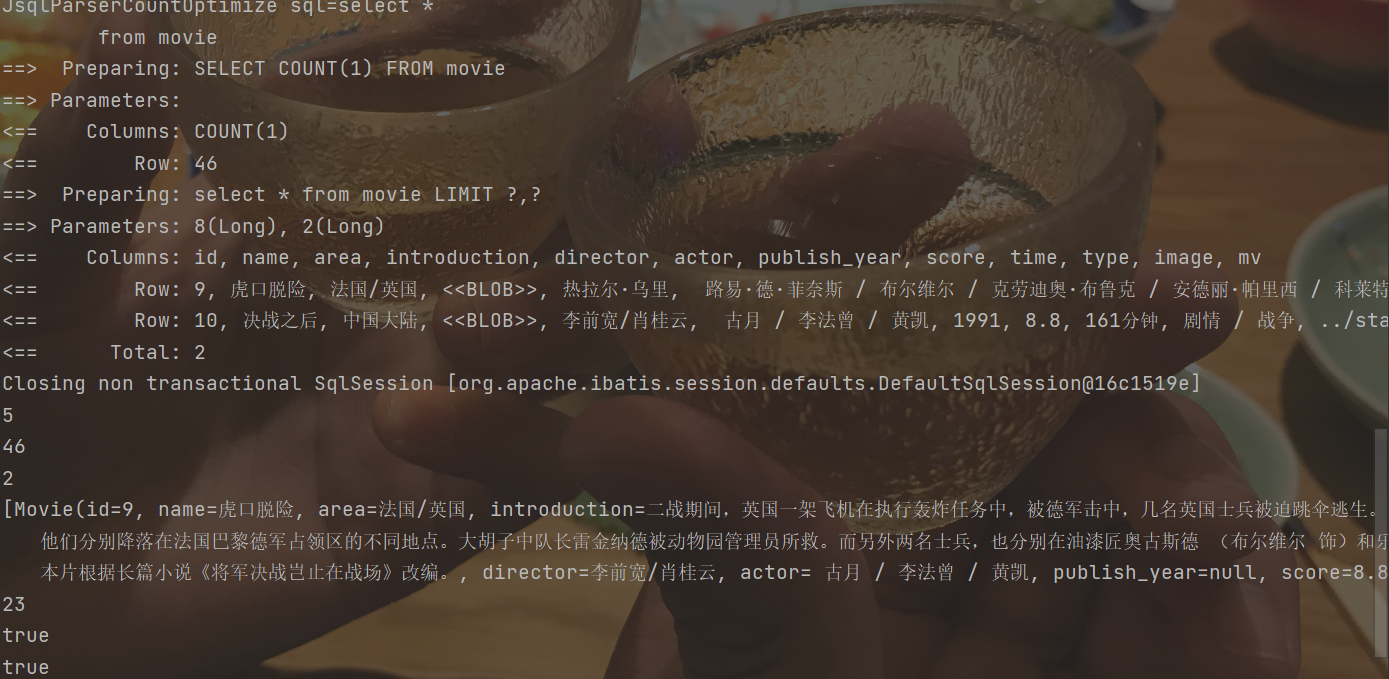 JsqlParserCountOptimize sql=select *
from movie
==>  Preparing: SELECT COUNT(1) FROM movie
==> Parameters:
<==    Columns: COUNT(1)
<==        Row: 46
==>  Preparing: select * from movie LIMIT ?,?
==> Parameters: 8(Long), 2(Long)
<==    Columns: id, name, area, introduction, director, actor, publish_year, score, time, type, image, mv
<==        Row: 9, 虎口脱险, 法国/英国, <<BLOB>>, 热拉尔·乌里,  路易·德·菲奈斯 / 布尔维尔 / 克劳迪奥·布鲁克 / 安德丽·帕里西 / 科莱特
<==        Row: 10, 决战之后, 中国大陆, <<BLOB>>, 李前宽/肖桂云,  古月 / 李法曾 / 黄凯, 1991, 8.8, 161分钟, 剧情 / 战争, ../sta
<==      Total: 2
Closing non transactional SqlSession [org.apache.ibatis.session.defaults.DefaultSqlSession@16c1519e]
5
46
2
[Movie(id=9, name=虎口脱险, area=法国/英国, introduction=二战期间，英国一架飞机在执行轰炸任务中，被德军击中，几名英国士兵被迫跳伞逃生。
他们分别降落在法国巴黎德军占领区的不同地点。大胡子中队长雷金纳德被动物园管理员所救。而另外两名士兵，也分别在油漆匠奥古斯德 （布尔维尔 饰）和乐
本片根据长篇小说《将军决战岂止在战场》改编。, director=李前宽/肖桂云, actor= 古月 / 李法曾 / 黄凯, publish_year=null, score=8.8
23
true
true